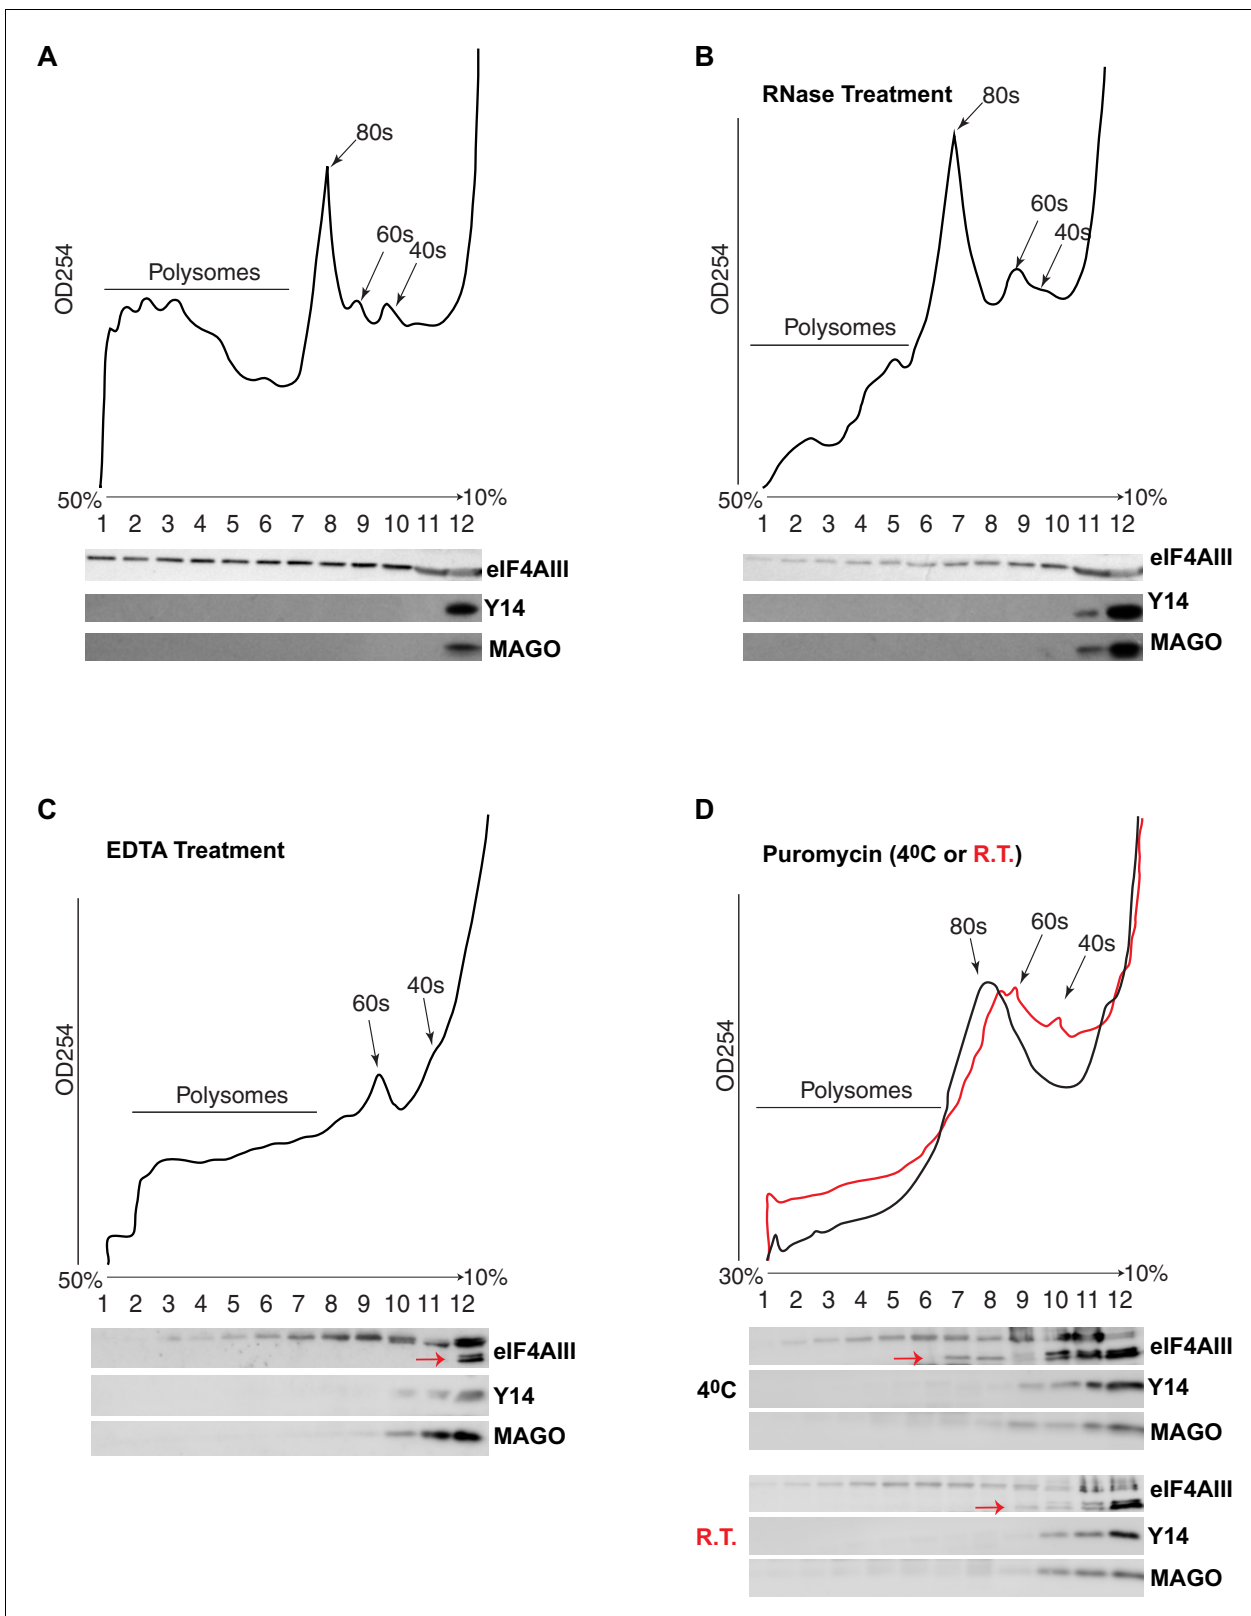 A
80s
60s
40s
Polysomes
OD254
50%
10%
1 2 3 4 5 6 7 8 9 10 11 12
eIF4AIII
Y14
MAGO
B
RNase Treatment
80s
60s
40s
Polysomes
OD254
50%
10%
1 2 3 4 5 6 7 8 9 10 11 12
eIF4AIII
Y14
MAGO
C
EDTA Treatment
60s
40s
Polysomes
OD254
50%
10%
1 2 3 4 5 6 7 8 9 10 11 12
eIF4AIII
Y14
MAGO
D
Puromycin (4⁰C or R.T.)
80s
60s
40s
Polysomes
OD254
30%
10%
1 2 3 4 5 6 7 8 9 10 11 12
eIF4AIII
4⁰C
Y14
MAGO
eIF4AIII
R.T.
Y14
MAGO